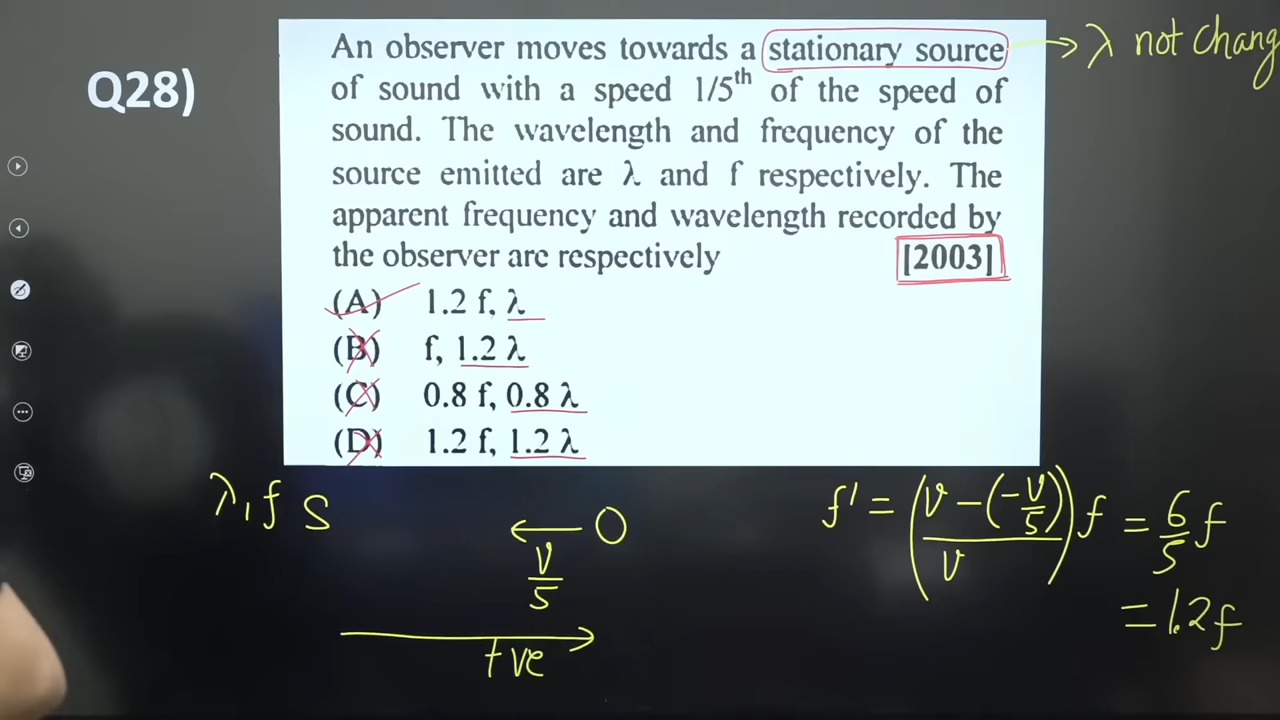 Q28)
An observer moves towards a stationary source → λ not chang
of sound with a speed 1/5th of the speed of
sound. The wavelength and frequency of the
source emitted are λ and f respectively. The
apparent frequency and wavelength recorded by
the observer are respectively [2003]
(A) 1.2 f, λ
(B) f, 1.2 λ
(C) 0.8 f, 0.8 λ
(D) 1.2 f, 1.2 λ
λ, f S ← O
v/5
+ve
f' = ((v-(-v/5))/v) f = 6/5 f
= 1.2f